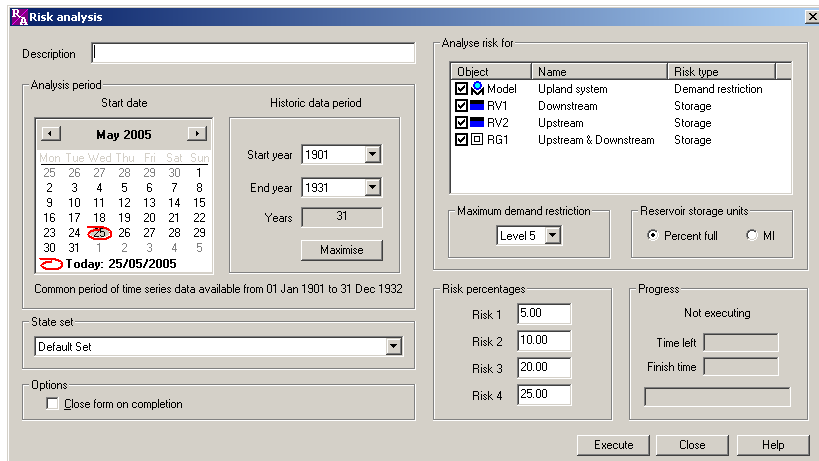 Risk analysis
Description
Analysis period
Start date
May 2005
Mon Tue Wed Thu Fri Sat Sun
25 26 27 28 29 30 1
2 3 4 5 6 7 8
9 10 11 12 13 14 15
16 17 18 19 20 21 22
23 24 25 26 27 28 29
30 31 1 2 3 4 5
Today: 25/05/2005
Historic data period
Start year 1901
End year 1931
Years 31
Maximise
Common period of time series data available from 01 Jan 1901 to 31 Dec 1932
State set
Default Set
Options
Close form on completion
Analyse risk for
Object Name Risk type
Model Upland system Demand restriction
RV1 Downstream Storage
RV2 Upstream Storage
RG1 Upstream & Downstream Storage
Maximum demand restriction
Level 5
Reservoir storage units
Percent full Ml
Risk percentages
Risk 1 5.00
Risk 2 10.00
Risk 3 20.00
Risk 4 25.00
Progress
Not executing
Time left
Finish time
Execute Close Help